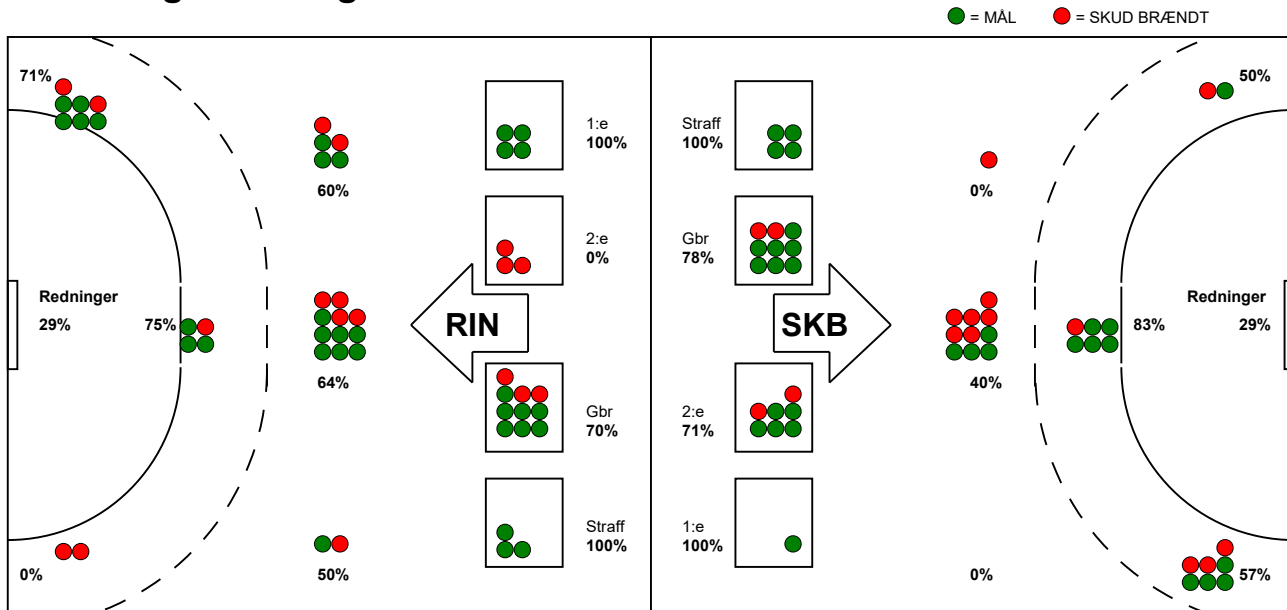 = MÅL = SKUD BRÆNDT
71%
60%
1:e
100%
2:e
0%
Redninger
29%
75%
64%
RIN
Gbr
70%
Straff
100%
0%
50%
Straff
100%
Gbr
78%
SKB
2:e
71%
1:e
100%
50%
0%
40%
83%
Redninger
29%
0%
57%